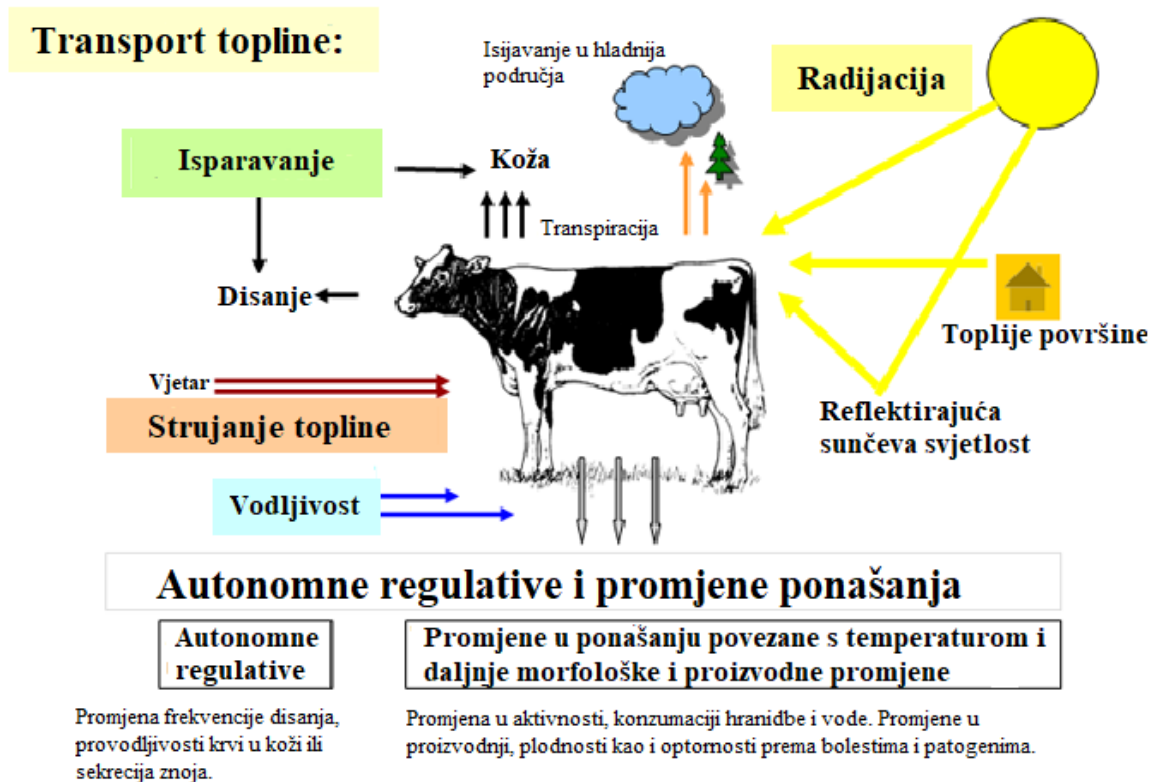 Transport topline:
Isijavanje u hladnija
područja
Radijacija
Isparavanje
Koža
Transpiracija
Disanje
Toplije površine
Vjetar
Strujanje topline
Reflektirajuća
sunčeva svjetlost
Vodljivost
Autonomne regulative i promjene ponašanja
Autonomne
regulative
Promjene u ponašanju povezane s temperaturom i
daljnje morfološke i proizvodne promjene
Promjena frekvencije disanja,
provodljivosti krvi u koži ili
sekrecija znoja.
Promjena u aktivnosti, konzumaciji hranidbe i vode. Promjene u
proizvodnji, plodnosti kao i optornosti prema bolestima i patogenima.